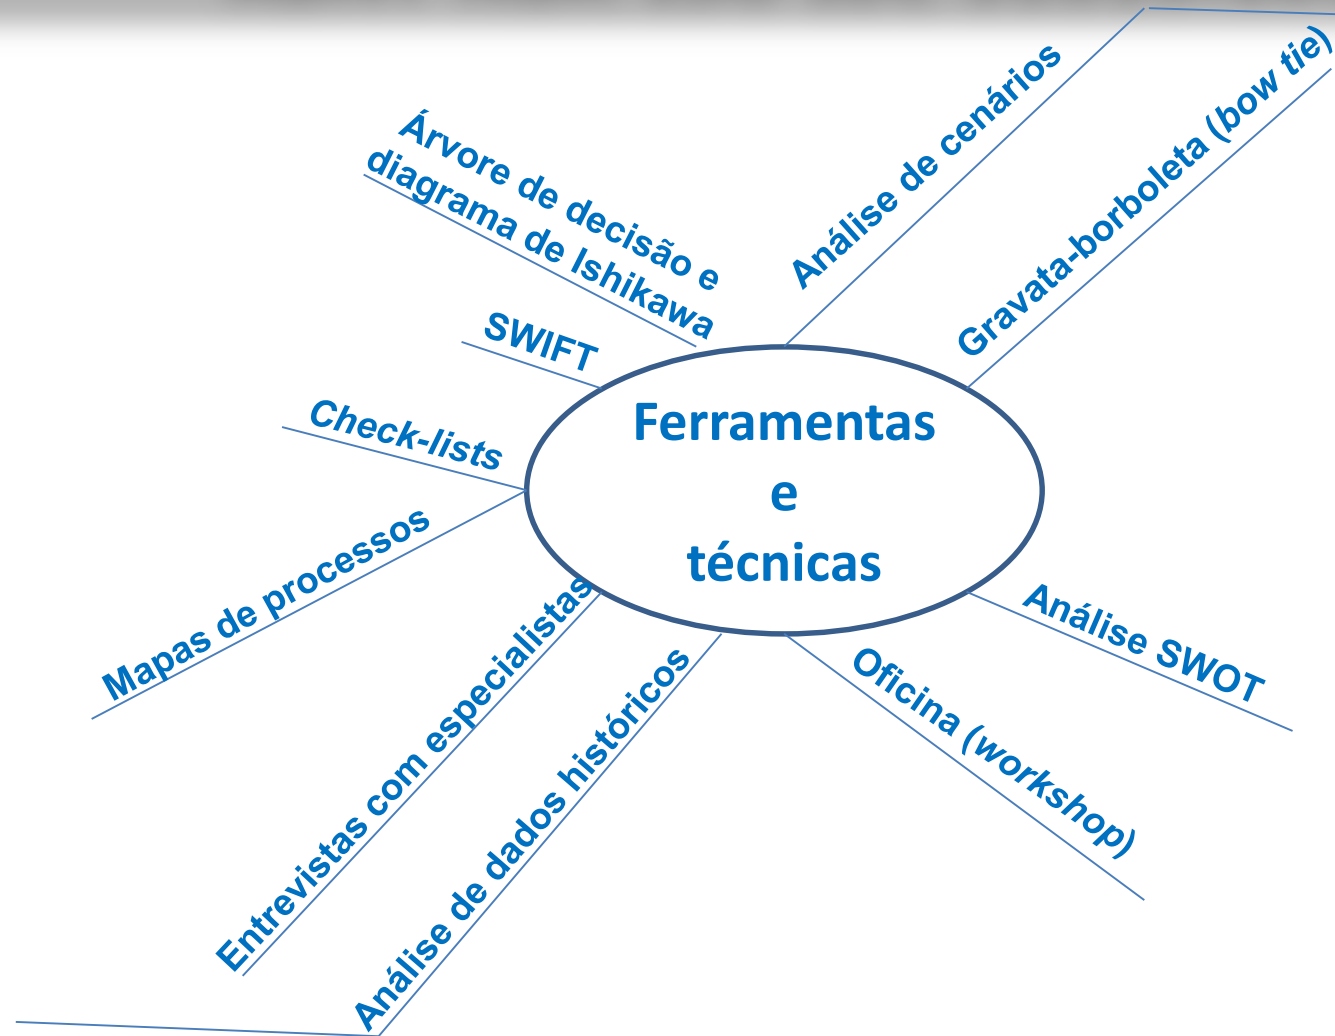 Árvore de decisão e
diagrama de Ishikawa
Análise de cenários
Gravata-borboleta (bow tie)
SWIFT
Check-lists
Ferramentas
e
técnicas
Mapas de processos
Entrevistas com especialistas
Análise de dados históricos
Oficina (workshop)
Análise SWOT